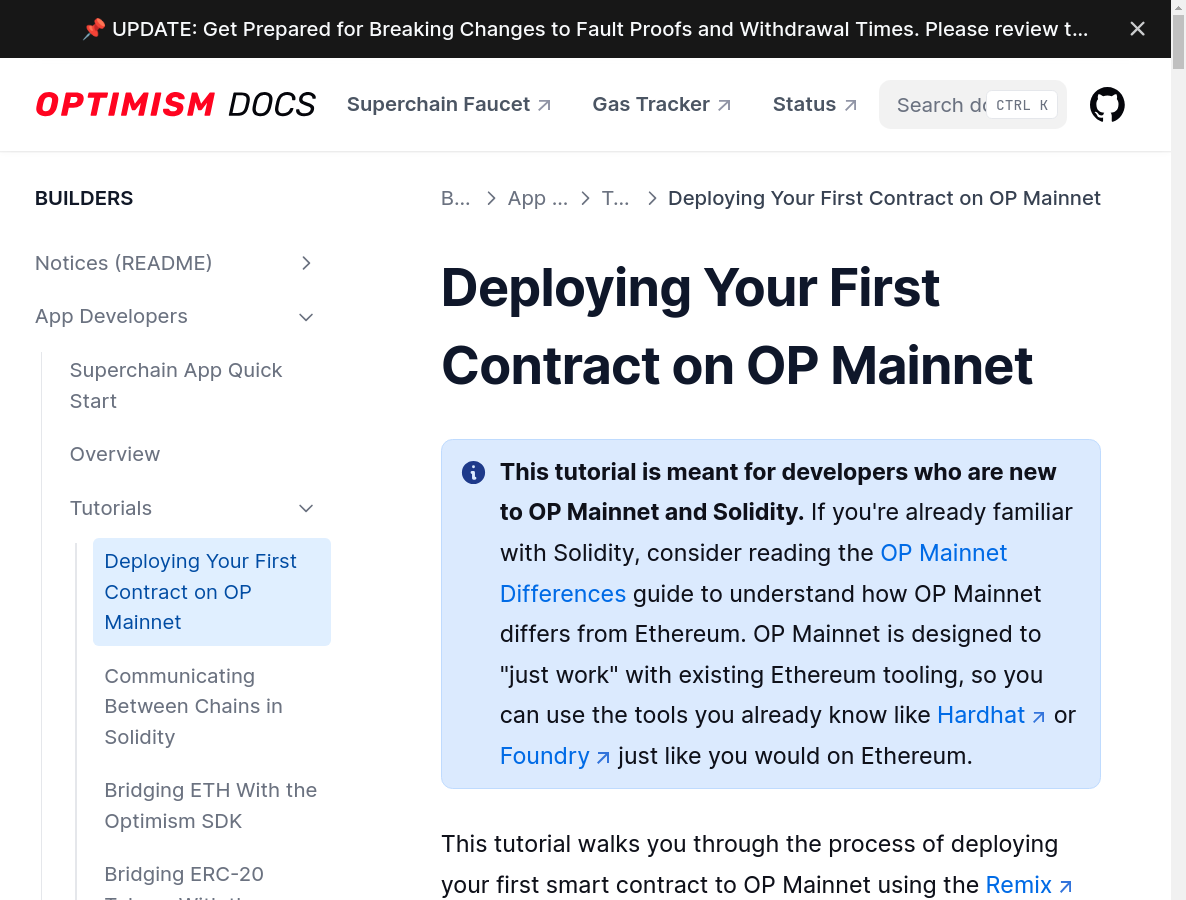 📌 UPDATE: Get Prepared for Breaking Changes to Fault Proofs and Withdrawal Times. Please review t...
OPTIMISM DOCS
Superchain Faucet
Gas Tracker
Status
Search do
CTRL K
BUILDERS
Notices (README)
App Developers
Superchain App Quick
Start
Overview
Tutorials
Deploying Your First
Contract on OP
Mainnet
Communicating
Between Chains in
Solidity
Bridging ETH With the
Optimism SDK
Bridging ERC-20
B... > App ... > T... > Deploying Your First Contract on OP Mainnet
Deploying Your First
Contract on OP Mainnet
This tutorial is meant for developers who are new
to OP Mainnet and Solidity. If you're already familiar
with Solidity, consider reading the OP Mainnet
Differences guide to understand how OP Mainnet
differs from Ethereum. OP Mainnet is designed to
"just work" with existing Ethereum tooling, so you
can use the tools you already know like Hardhat or
Foundry just like you would on Ethereum.
This tutorial walks you through the process of deploying
your first smart contract to OP Mainnet using the Remix